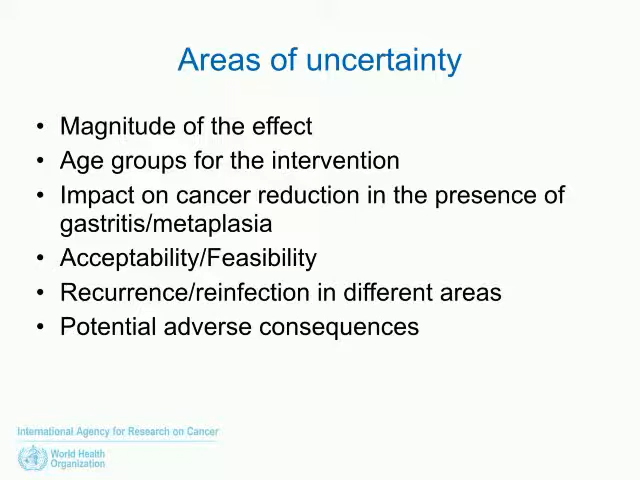 Areas of uncertainty
• Magnitude of the effect
• Age groups for the intervention
• Impact on cancer reduction in the presence of
gastritis/metaplasia
• Acceptability/Feasibility
• Recurrence/reinfection in different areas
• Potential adverse consequences
International Agency for Research on Cancer
World Health
Organization